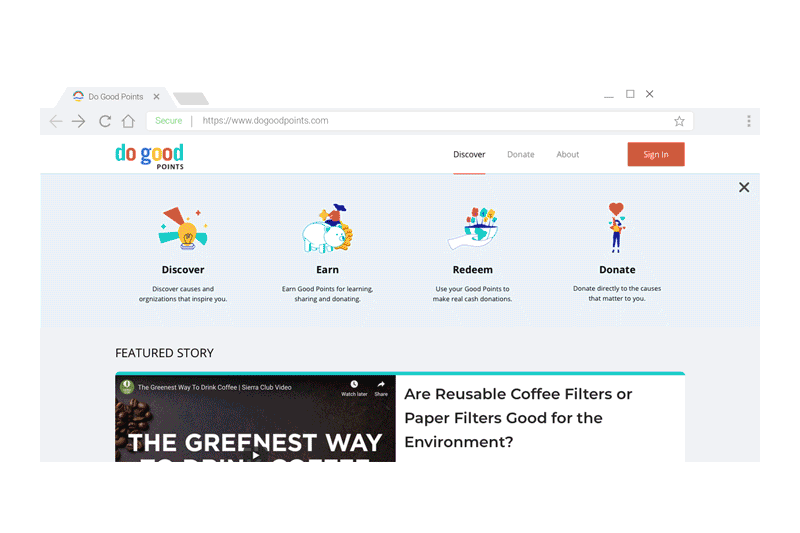 Do Good Points
Secure | https://www.dogoodpoints.com
do good
POINTS
Discover
Donate
About
Sign In
Discover
Discover causes and
orgnizations that inspire you.
Earn
Earn Good Points for learning,
sharing and donating.
Redeem
Use your Good Points to
make real cash donations.
Donate
Donate directly to the causes
that matter to you.
FEATURED STORY
The Greenest Way To Drink Coffee | Sierra Club Video
Watch later
Share
THE GREENEST WAY
TO DRINK COFFEE
Are Reusable Coffee Filters or
Paper Filters Good for the
Environment?